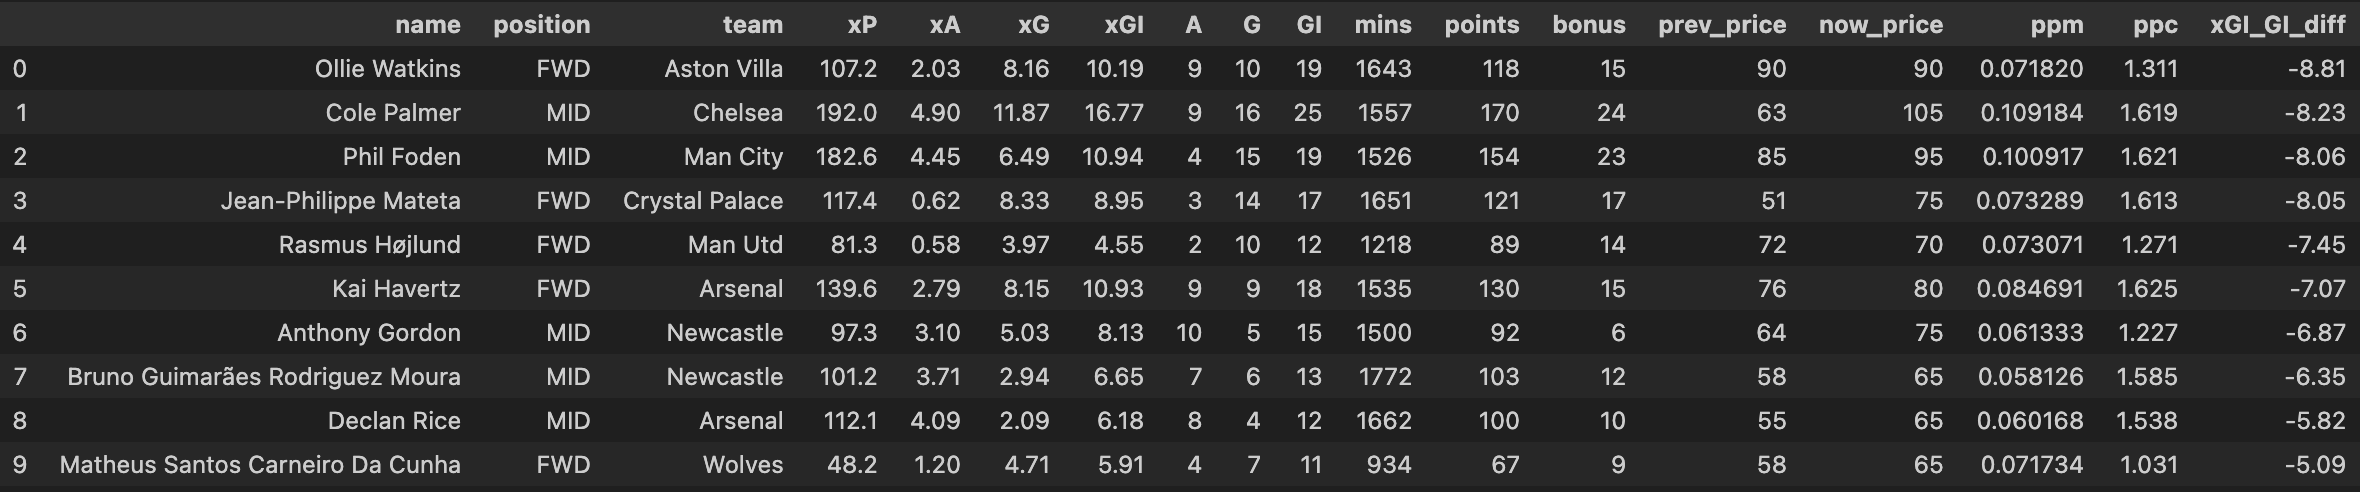 name position team xP xA xG xGI A G GI mins points bonus prev_price now_price ppm ppc xGI_GI_diff
0 Ollie Watkins FWD Aston Villa 107.2 2.03 8.16 10.19 9 10 19 1643 118 15 90 90 0.071820 1.311 -8.81
1 Cole Palmer MID Chelsea 192.0 4.90 11.87 16.77 9 16 25 1557 170 24 63 105 0.109184 1.619 -8.23
2 Phil Foden MID Man City 182.6 4.45 6.49 10.94 4 15 19 1526 154 23 85 95 0.100917 1.621 -8.06
3 Jean-Philippe Mateta FWD Crystal Palace 117.4 0.62 8.33 8.95 3 14 17 1651 121 17 51 75 0.073289 1.613 -8.05
4 Rasmus Højlund FWD Man Utd 81.3 0.58 3.97 4.55 2 10 12 1218 89 14 72 70 0.073071 1.271 -7.45
5 Kai Havertz FWD Arsenal 139.6 2.79 8.15 10.93 9 9 18 1535 130 15 76 80 0.084691 1.625 -7.07
6 Anthony Gordon MID Newcastle 97.3 3.10 5.03 8.13 10 5 15 1500 92 6 64 75 0.061333 1.227 -6.87
7 Bruno Guimarães Rodriguez Moura MID Newcastle 101.2 3.71 2.94 6.65 7 6 13 1772 103 12 58 65 0.058126 1.585 -6.35
8 Declan Rice MID Arsenal 112.1 4.09 2.09 6.18 8 4 12 1662 100 10 55 65 0.060168 1.538 -5.82
9 Matheus Santos Carneiro Da Cunha FWD Wolves 48.2 1.20 4.71 5.91 4 7 11 934 67 9 58 65 0.071734 1.031 -5.09